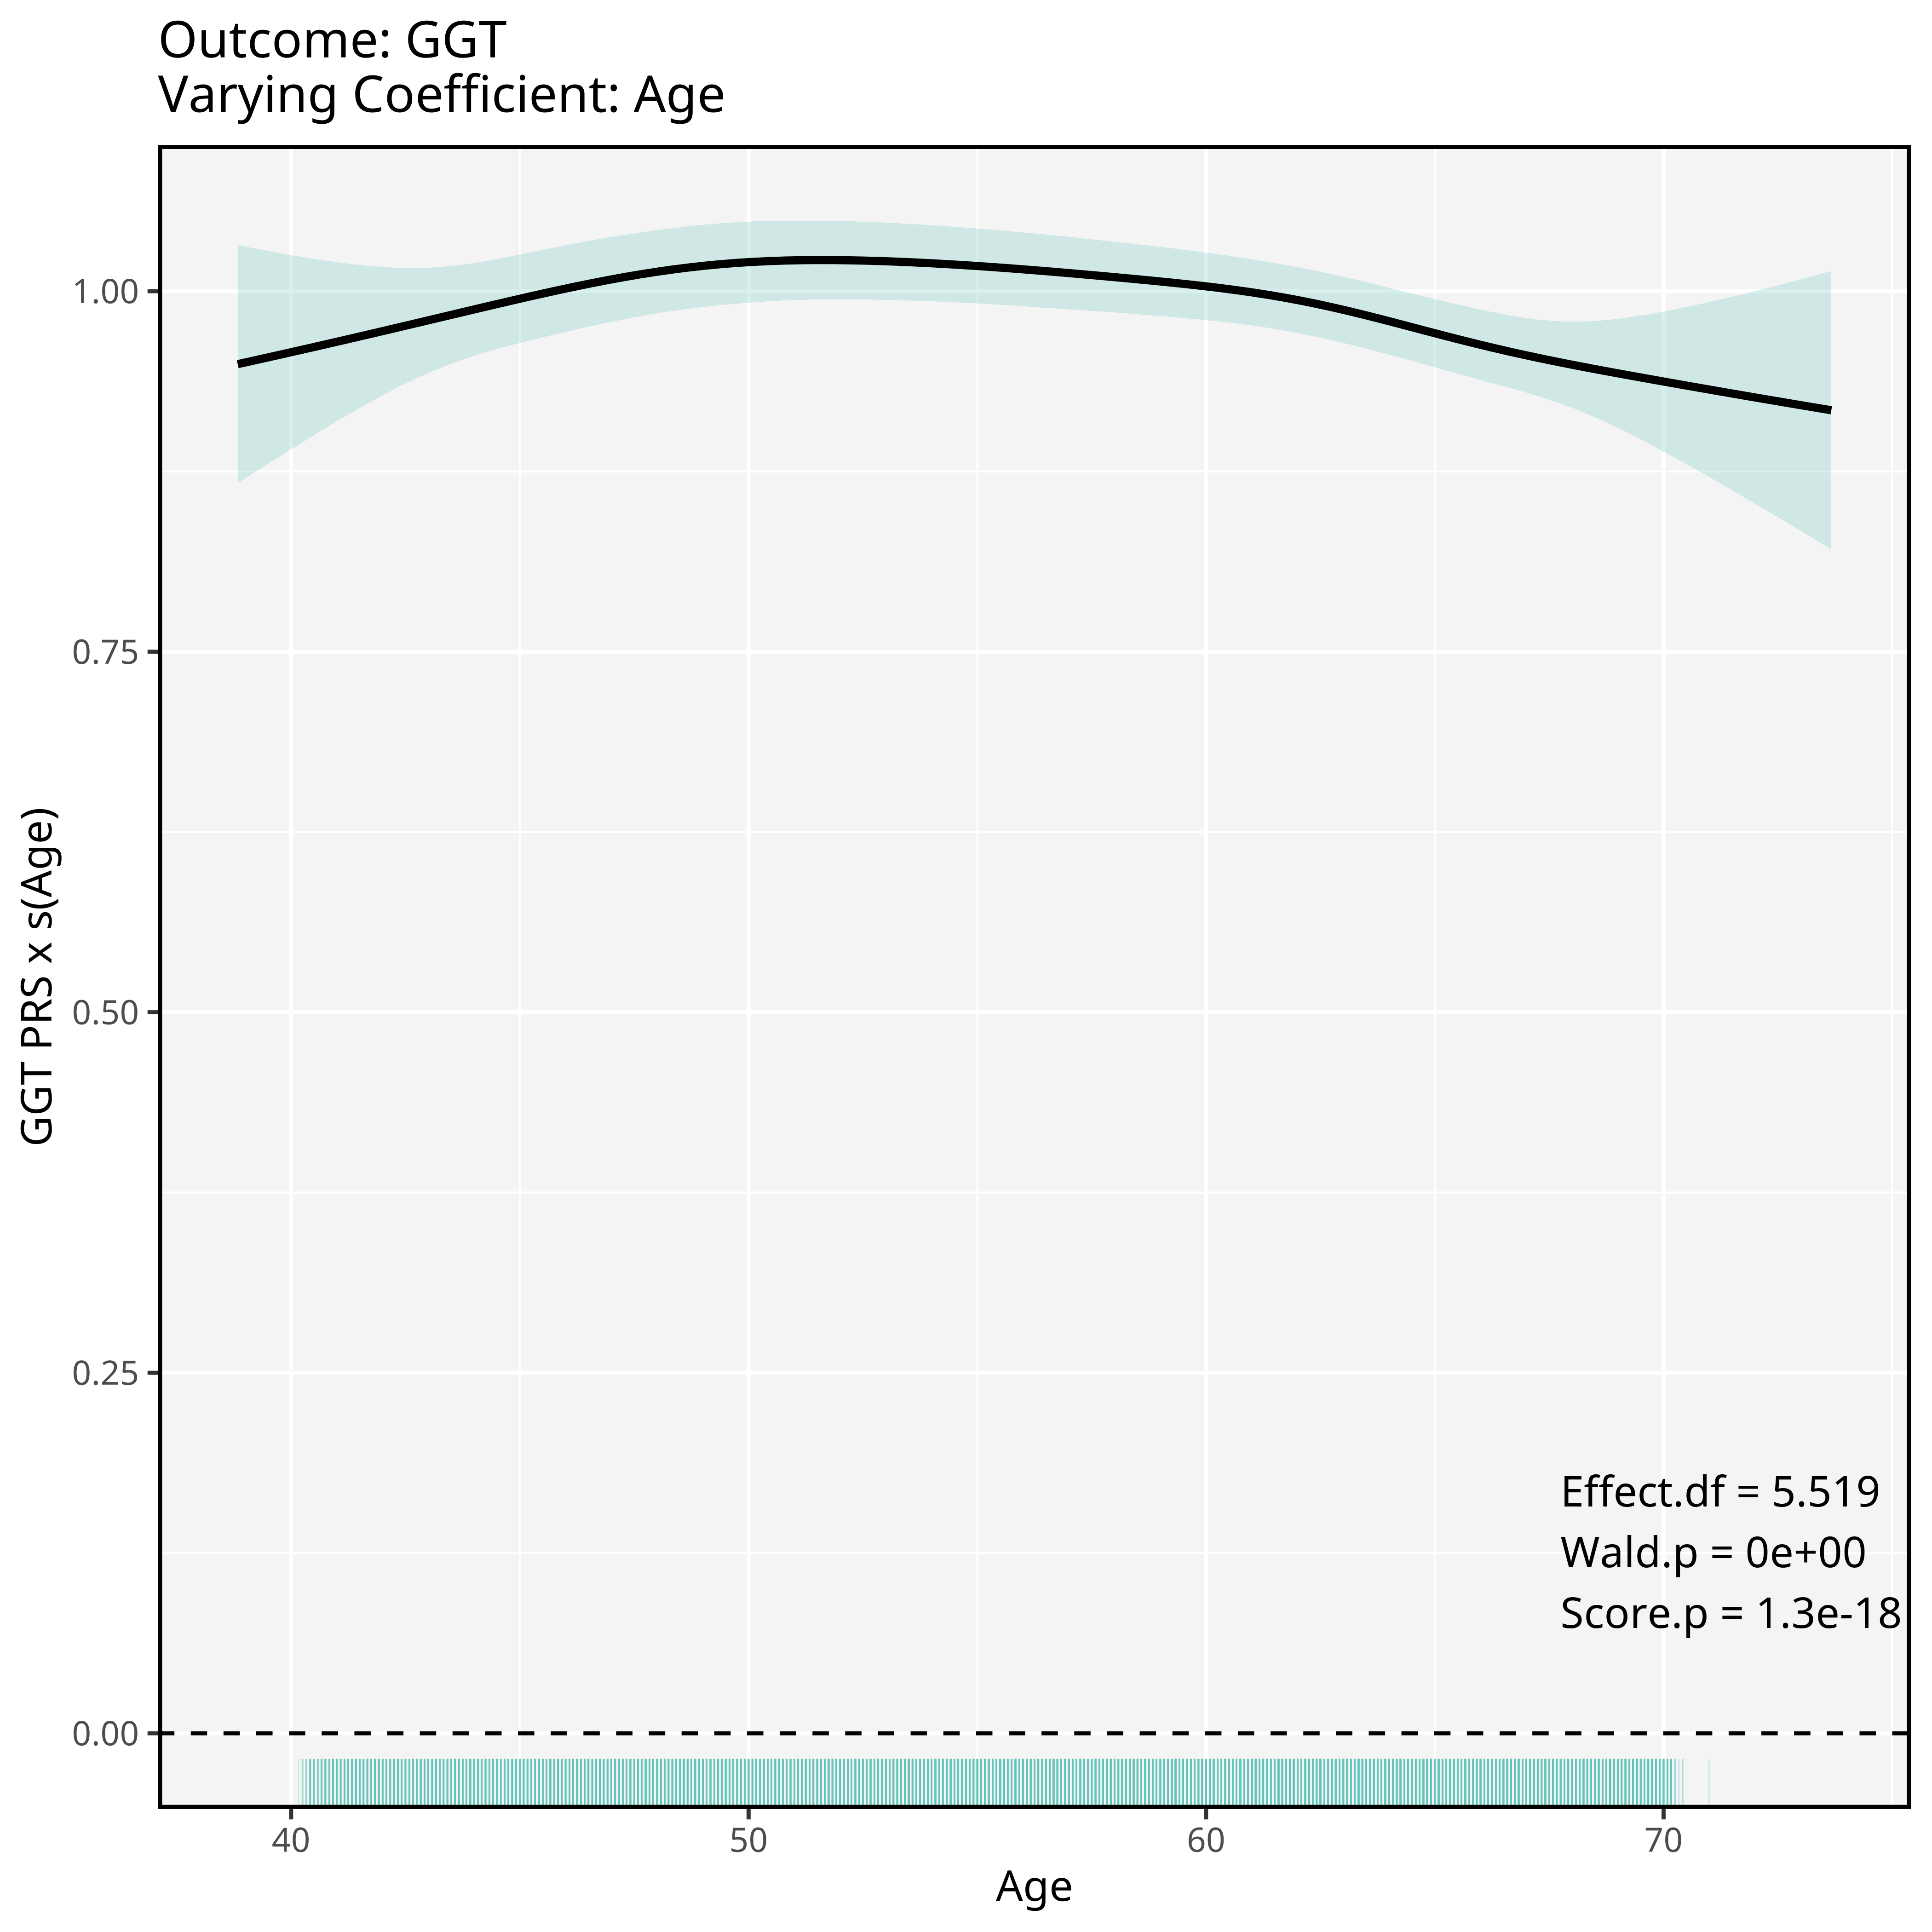 Outcome: GGT
Varying Coefficient: Age
GGT PRS x s(Age)
1.00
0.75
0.50
0.25
0.00
Effect.df = 5.519
Wald.p = 0e+00
Score.p = 1.3e-18
40
50
60
70
Age